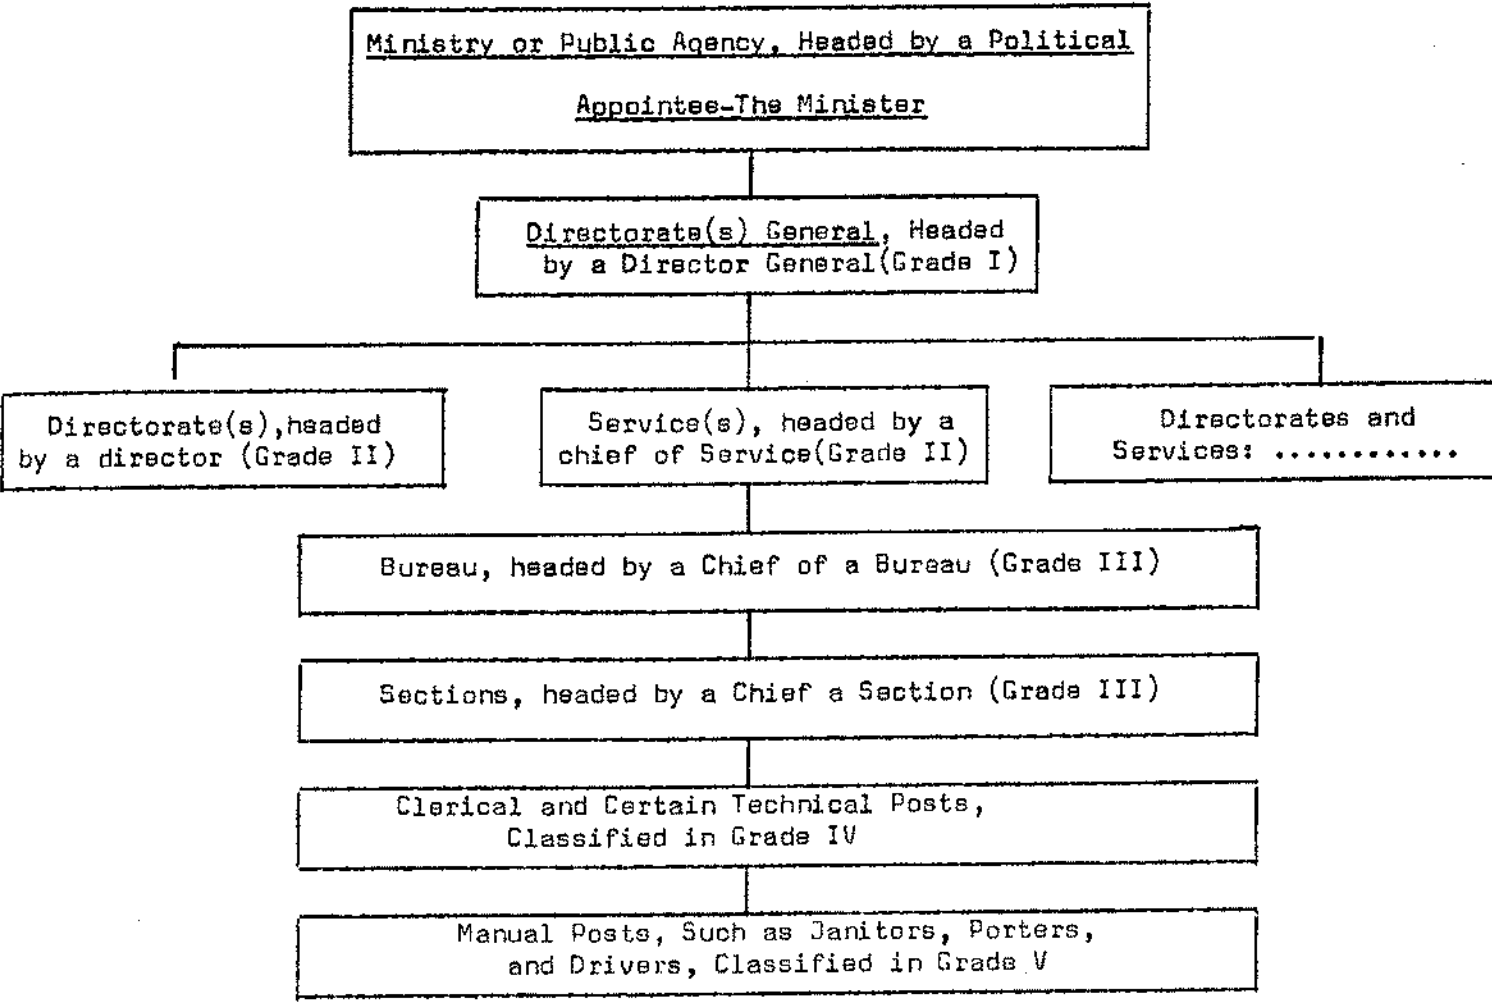 Ministry or Public Agency, Headed by a Political
Appointee-The Minister
Directorate(s) General, Headed
by a Director General(Grade I)
Directorate(s),headed
by a director (Grade II)
Service(s), headed by a
chief of Service(Grade II)
Directorates and
Services: ............
Bureau, headed by a Chief of a Bureau (Grade III)
Sections, headed by a Chief a Section (Grade III)
Clerical and Certain Technical Posts,
Classified in Grade IV
Manual Posts, Such as Janitors, Porters,
and Drivers, Classified in Grade V